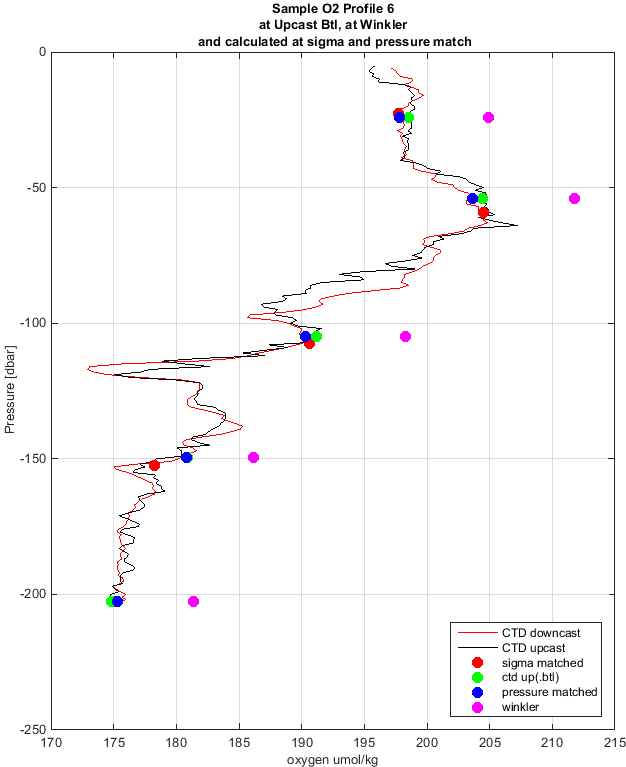 Sample O2 Profile 6
at Upcast Btl, at Winkler
and calculated at sigma and pressure match
0
-50
-100
-150
-200
-250
Pressure [dbar]
170
175
180
185
190
195
200
205
210
215
oxygen umol/kg
CTD downcast
CTD upcast
sigma matched
ctd up(.btl)
pressure matched
winkler